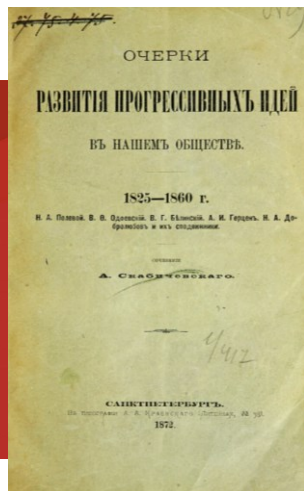 ОЧЕРКИ
РАЗВИТІЯ ПРОГРЕССИВНЫХЪ ИДЕЙ
ВЪ НАШЕМЪ ОБЩЕСТВѢ.
1825—1860 г.
Н. А. Полевой. В. Ѳ. Одоевскій. В. Г. Бѣлинскій. А. И. Герценъ. Н. А. До-
бролюбовъ и ихъ сподвижники.
сочиненіе
А. Скабичевскаго.
САНКТПЕТЕРБУРГЪ.
1872.